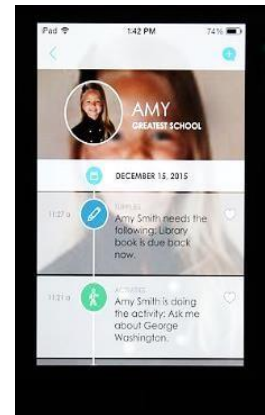 iPad
1:42 PM
74%
AMY
GREATEST SCHOOL
DECEMBER 15, 2015
11:27 a
SUPPLIES
Amy Smith needs the
following: Library
book is due back
now.
11:21 a
ACTIVITIES
Amy Smith is doing
the activity: Ask me
about George
Washington.